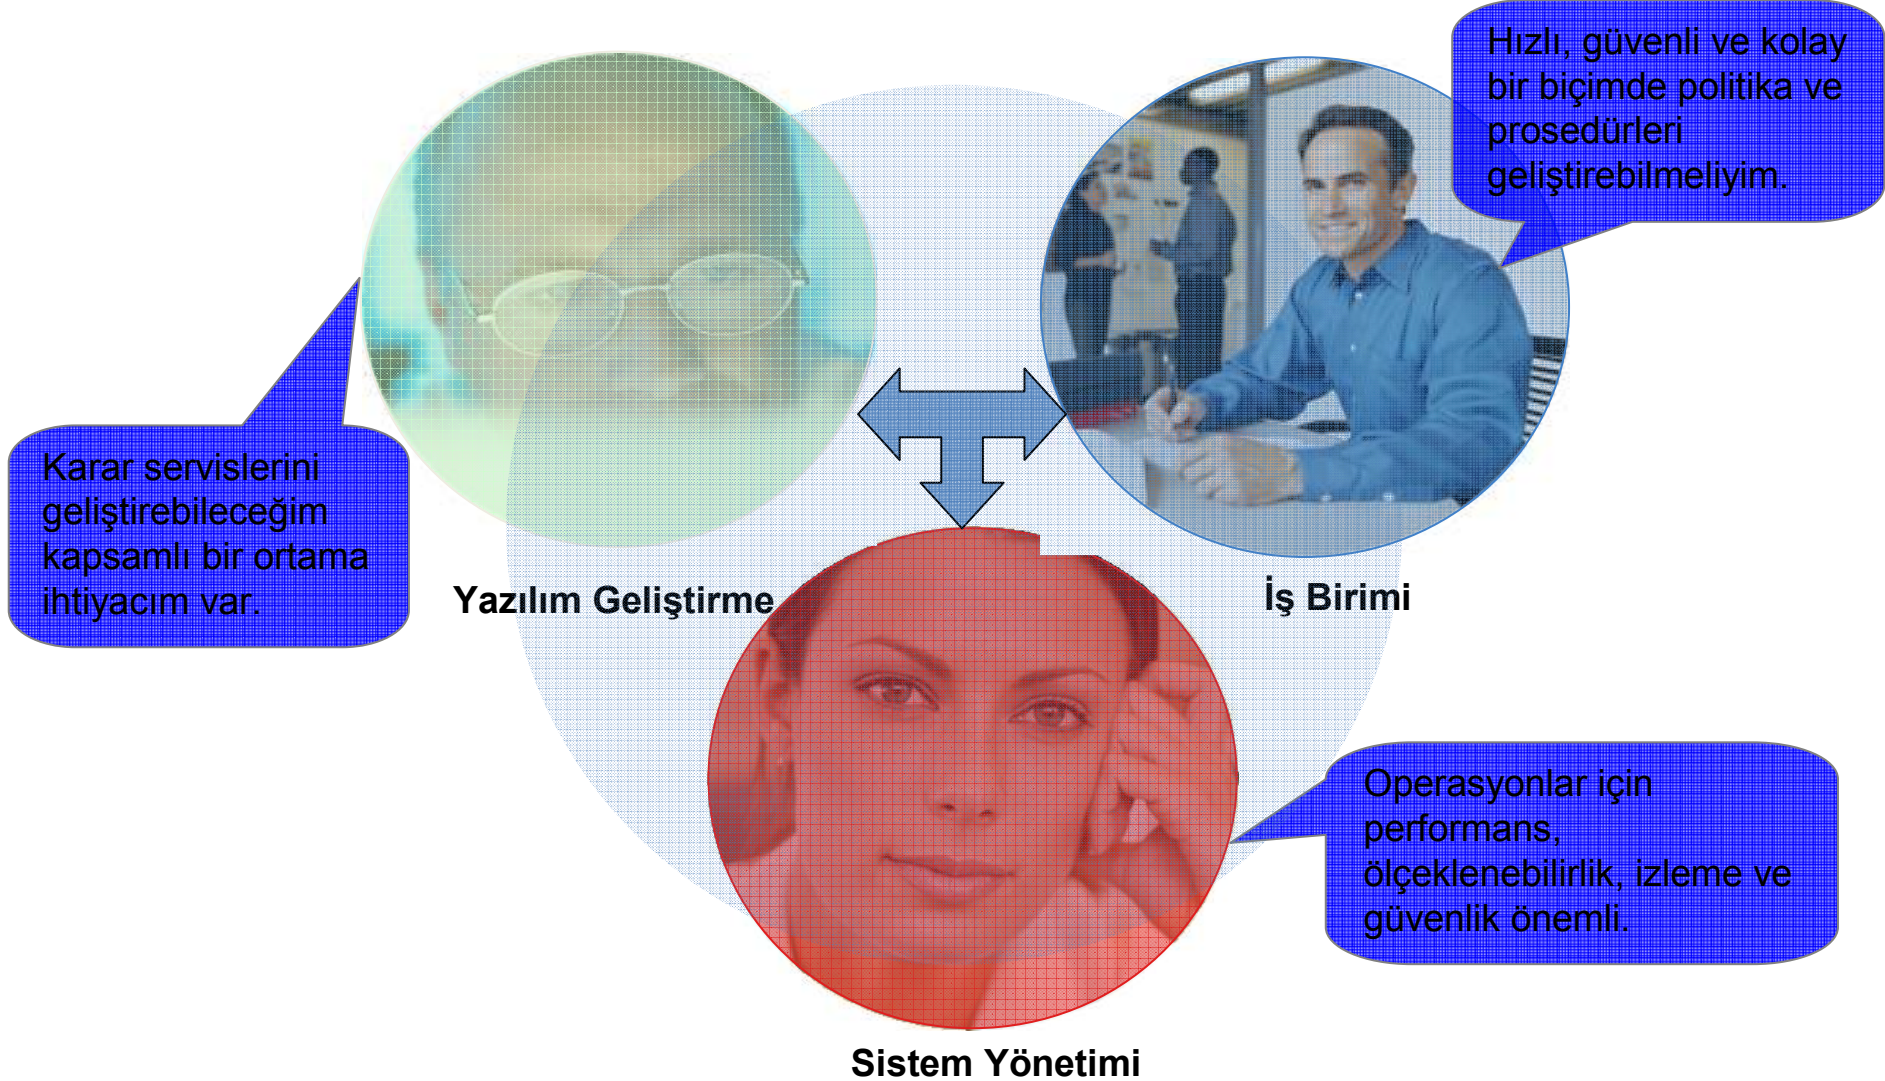 Hızlı, güvenli ve kolay
bir biçimde politika ve
prosedürleri
geliştirebilmeliyim.
Karar servislerini
geliştirebileceğim
kapsamlı bir ortama
ihtiyacım var.
Yazılım Geliştirme
İş Birimi
Operasyonlar için
performans,
ölçeklenebilirlik, izleme ve
güvenlik önemli.
Sistem Yönetimi